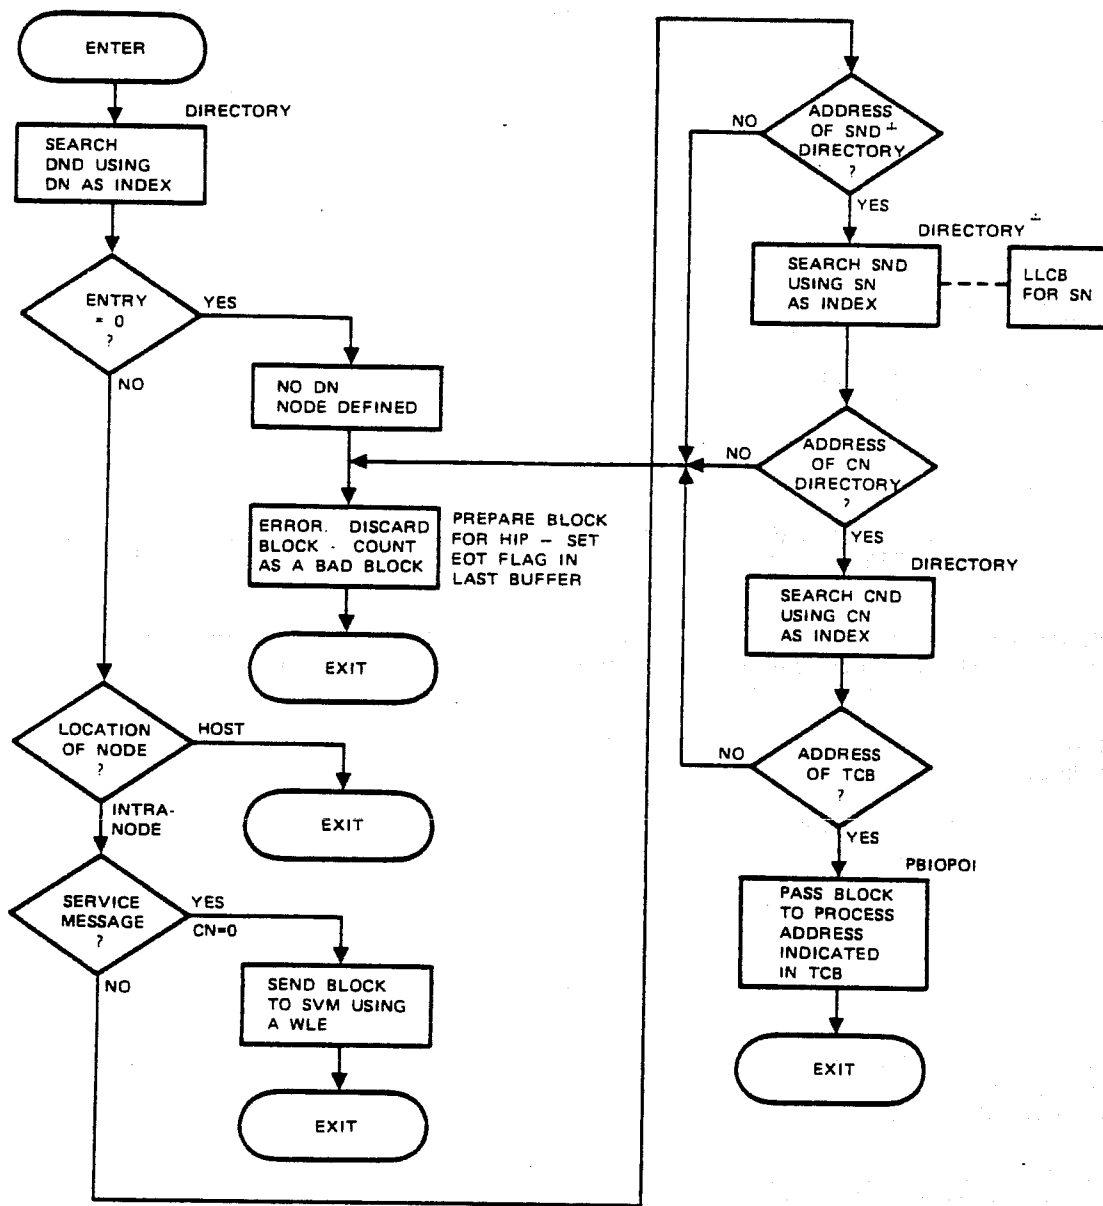 ENTER
DIRECTORY
SEARCH
DND USING
DN AS INDEX
ENTRY
= 0
?
YES
NO
NO DN
NODE DEFINED
ERROR. DISCARD
BLOCK - COUNT
AS A BAD BLOCK
PREPARE BLOCK
FOR HIP – SET
EOT FLAG IN
LAST BUFFER
EXIT
LOCATION
OF NODE
?
HOST
EXIT
INTRA-
NODE
SERVICE
MESSAGE
?
YES
CN=0
NO
SEND BLOCK
TO SVM USING
A WLE
EXIT
ADDRESS
OF SND
DIRECTORY
?
NO
YES
DIRECTORY
SEARCH SND
USING SN
AS INDEX
LLCB
FOR SN
ADDRESS
OF CN
DIRECTORY
?
NO
YES
DIRECTORY
SEARCH CND
USING CN
AS INDEX
ADDRESS
OF TCB
?
NO
YES
PBIOPOI
PASS BLOCK
TO PROCESS
ADDRESS
INDICATED
IN TCB
EXIT